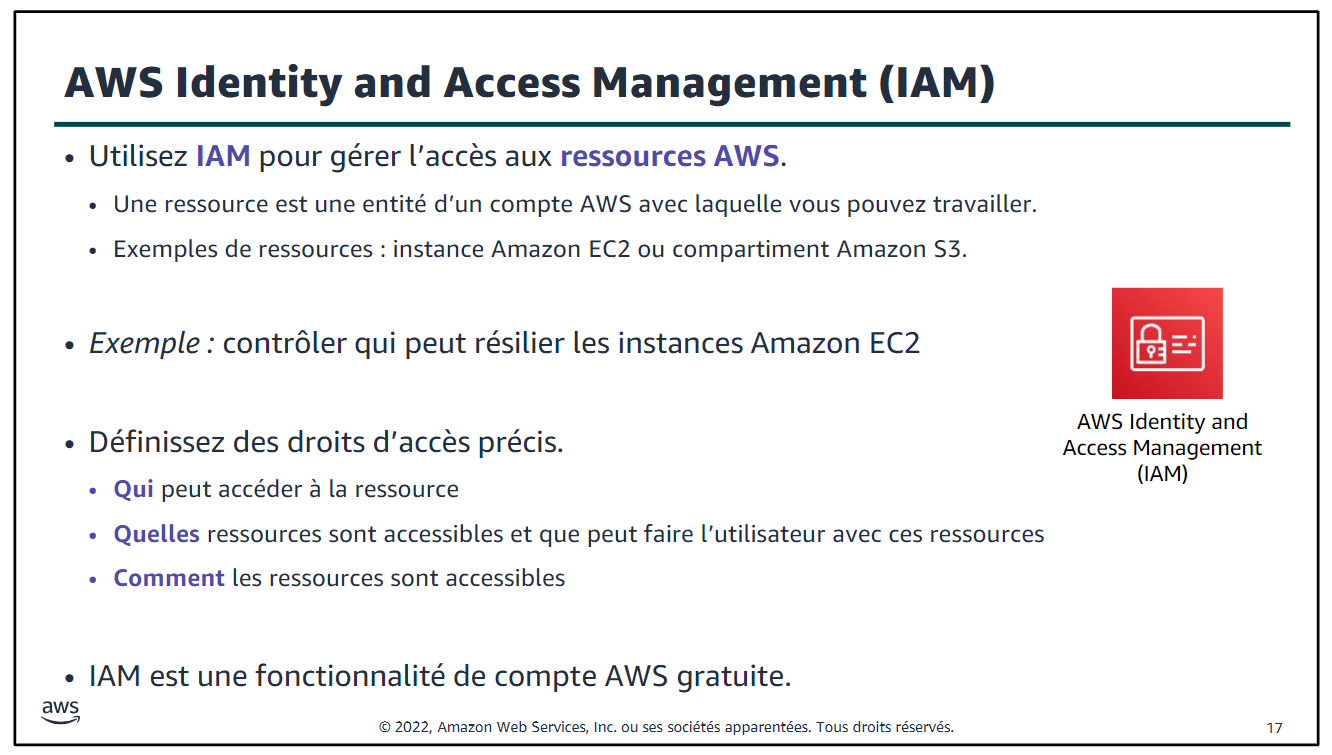 AWS Identity and Access Management (IAM)
• Utilisez IAM pour gérer l’accès aux ressources AWS.
• Une ressource est une entité d’un compte AWS avec laquelle vous pouvez travailler.
• Exemples de ressources : instance Amazon EC2 ou compartiment Amazon S3.
• Exemple : contrôler qui peut résilier les instances Amazon EC2
AWS Identity and
Access Management
(IAM)
• Définissez des droits d’accès précis.
• Qui peut accéder à la ressource
• Quelles ressources sont accessibles et que peut faire l’utilisateur avec ces ressources
• Comment les ressources sont accessibles
• IAM est une fonctionnalité de compte AWS gratuite.
aws
© 2022, Amazon Web Services, Inc. ou ses sociétés apparentées. Tous droits réservés.
17